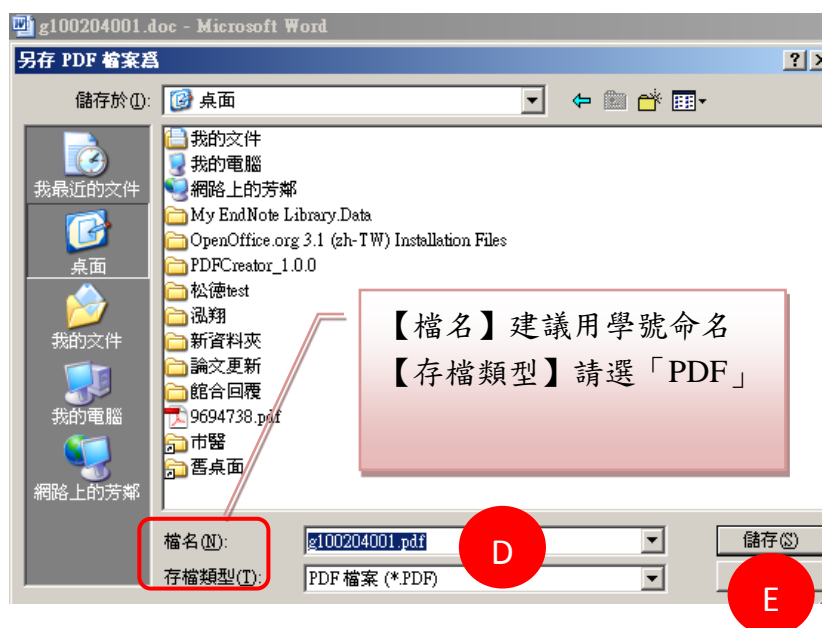 g100204001.doc - Microsoft Word
另存 PDF 檔案為
儲存於(I):
桌面
我最近的文件
桌面
我的文件
我的電腦
網路上的芳鄰
我的文件
我的電腦
網路上的芳鄰
My EndNote Library.Data
OpenOffice.org 3.1 (zh-TW) Installation Files
PDFCreator_1.0.0
松德test
泓翔
新資料夾
論文更新
館合回覆
9694738.pdf
市醫
舊桌面
【檔名】建議用學號命名
【存檔類型】請選「PDF」
檔名(N):
g100204001.pdf
D
儲存(S)
存檔類型(T):
PDF 檔案 (*.PDF)
E